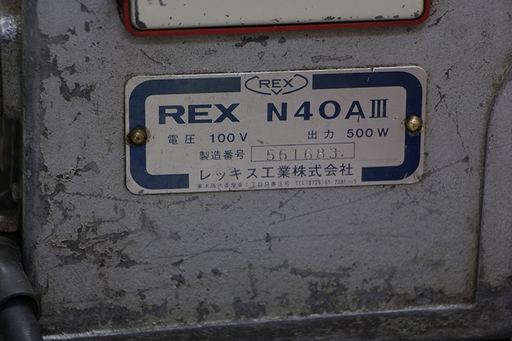 REX
REX N40AⅢ
電圧 100V 出力 500W
製造番号 561683.
レッキス工業株式会社